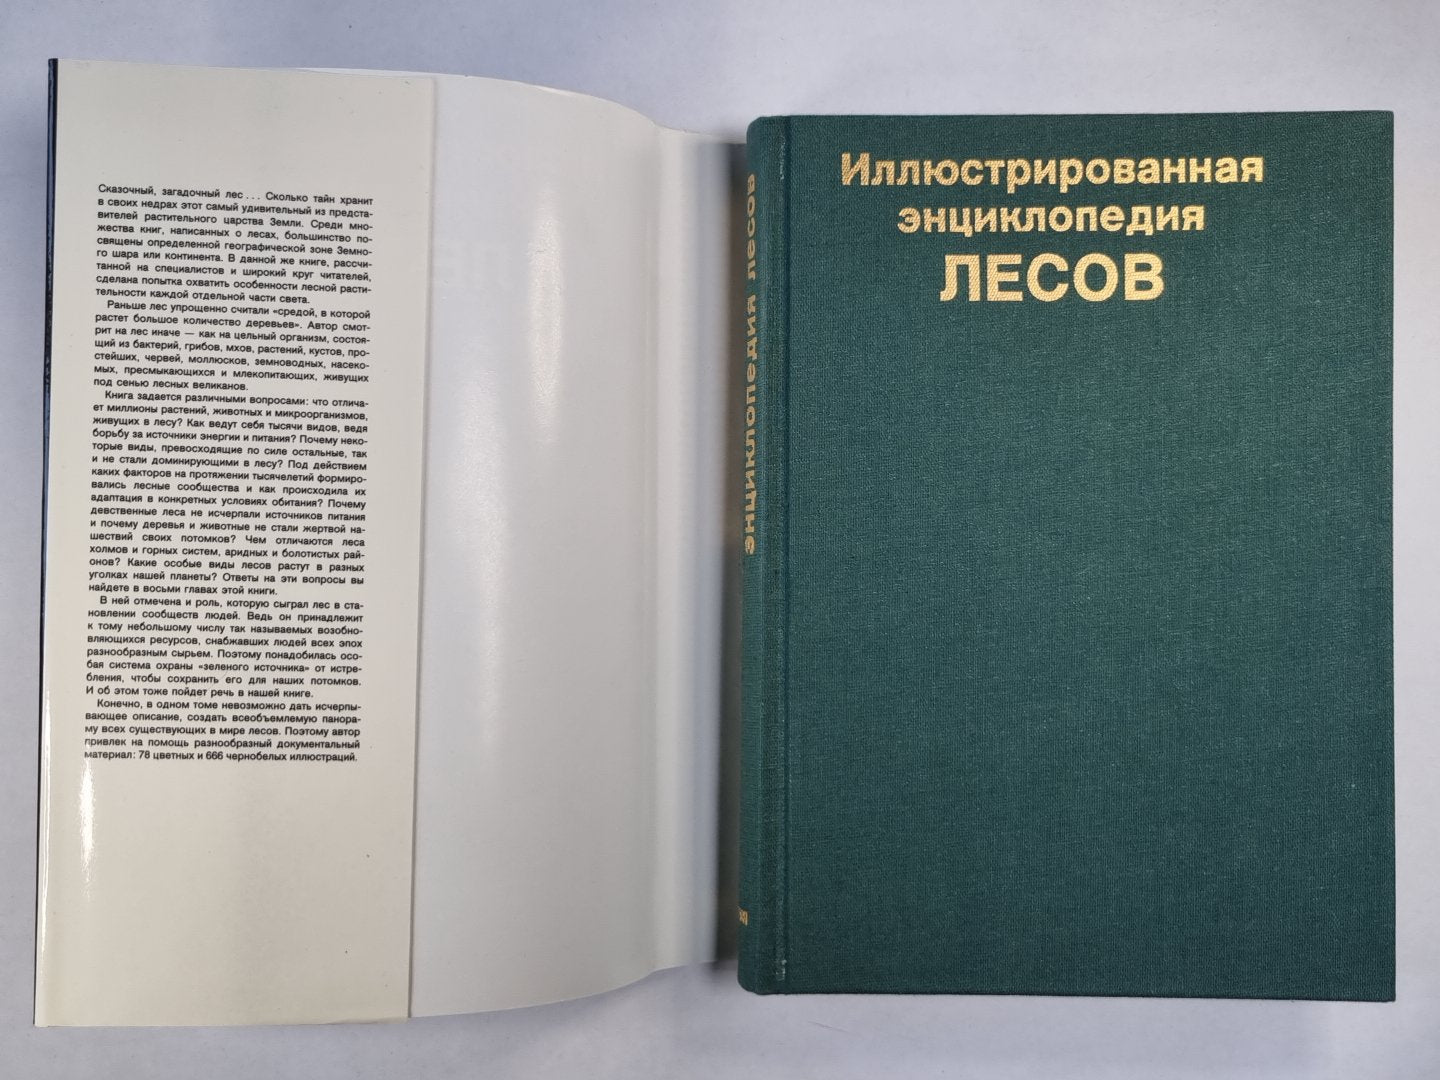 Сказочный, загадочный лес . . . Сколько тайн хранит
в своих недрах этот самый удивительный из предста-
вителей растительного царства Земли. Среди мно-
жества книг, написанных о лесах, большинство по-
священы определенной географической зоне Земно-
го шара или континента. В данной же книге, рассчи-
танной на специалистов и широкий круг читателей,
сделана попытка охватить особенности лесной расти-
тельности каждой отдельной части света.
Раньше лес упрощенно считали «средой, в которой
растет большое количество деревьев». Автор смот-
рит на лес иначе — как на цельный организм, состоя-
щий из бактерий, грибов, мхов, растений, кустов, про-
стейших, червей, моллюсков, земноводных, насеко-
мых, пресмыкающихся и млекопитающих, живущих
под сенью лесных великанов.
Книга задается различными вопросами: что отлича-
ет миллионы растений, животных и микроорганизмов,
живущих в лесу? Как ведут себя тысячи видов, ведя
борьбу за источники энергии и питания? Почему неко-
торые виды, превосходящие по силе остальные, так
и не стали доминирующими в лесу? Под действием
каких факторов на протяжении тысячелетий формиро-
вались лесные сообщества и как происходила их
адаптация в конкретных условиях обитания? Почему
девственные леса не исчерпали источников питания
и почему деревья и животные не стали жертвой на-
шествий своих потомков? Чем отличаются леса
холмов и горных систем, аридных и болотистых рай-
онов? Какие особые виды лесов растут в разных
уголках нашей планеты? Ответы на эти вопросы вы
найдете в восьми главах этой книги.
В ней отмечена и роль, которую сыграл лес в ста-
новлении сообществ людей. Ведь он принадлежит
к тому небольшому числу так называемых возобно-
вляющихся ресурсов, снабжавших людей всех эпох
разнообразным сырьем. Поэтому понадобилась осо-
бая система охраны «зеленого источника» от истре-
бления, чтобы сохранить его для наших потомков.
И об этом тоже пойдет речь в нашей книге.
Конечно, в одном томе невозможно дать исчерпы-
вающее описание, создать всеобъемлемую панора-
му всех существующих в мире лесов. Поэтому автор
привлек на помощь разнообразный документальный
материал: 78 цветных и 666 чернобелых иллюстраций.
энциклопедия лесов
Иллюстрированная
энциклопедия
ЛЕСОВ